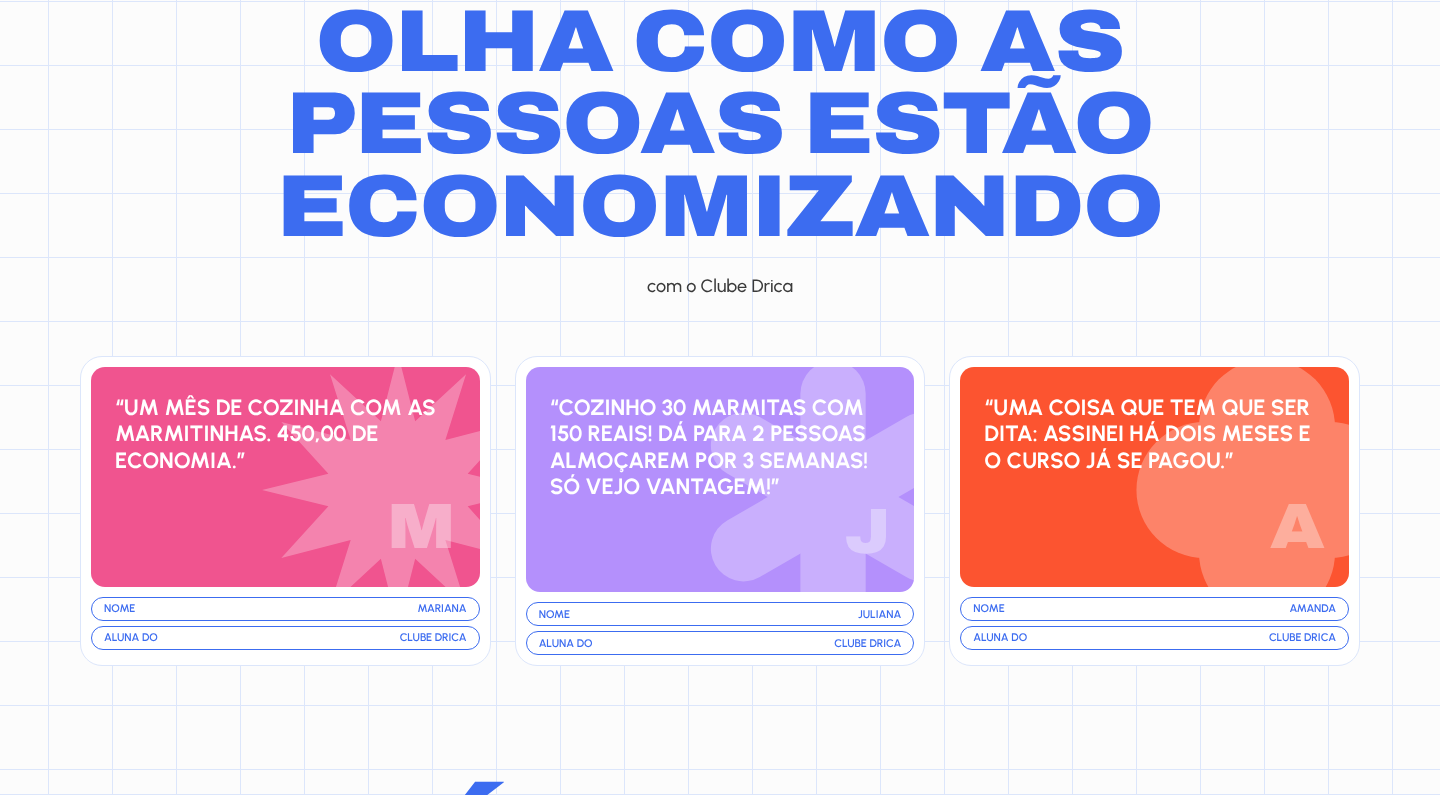 OLHA COMO AS
PESSOAS ESTÃO
ECONOMIZANDO
com o Clube Drica
“UM MÊS DE COZINHA COM AS
MARMITINHAS. 450,00 DE
ECONOMIA.”
M
NOME MARIANA
ALUNA DO CLUBE DRICA
“COZINHO 30 MARMITAS COM
150 REAIS! DÁ PARA 2 PESSOAS
ALMOÇAREM POR 3 SEMANAS!
SÓ VEJO VANTAGEM!”
J
NOME JULIANA
ALUNA DO CLUBE DRICA
“UMA COISA QUE TEM QUE SER
DITA: ASSINEI HÁ DOIS MESES E
O CURSO JÁ SE PAGOU.”
A
NOME AMANDA
ALUNA DO CLUBE DRICA